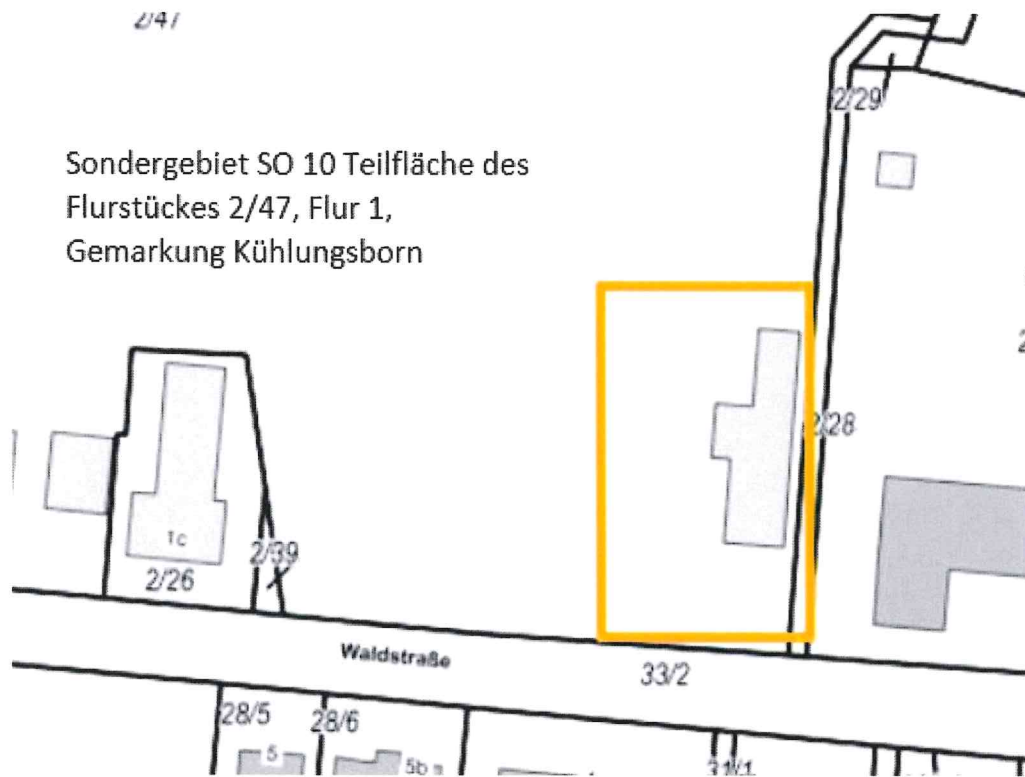 2/47
2/29
Sondergebiet SO 10 Teilfläche des
Flurstückes 2/47, Flur 1,
Gemarkung Kühlungsborn
2/28
1c
2/39
2/26
Waldstraße
33/2
28/5
28/6
5
5b
31/1